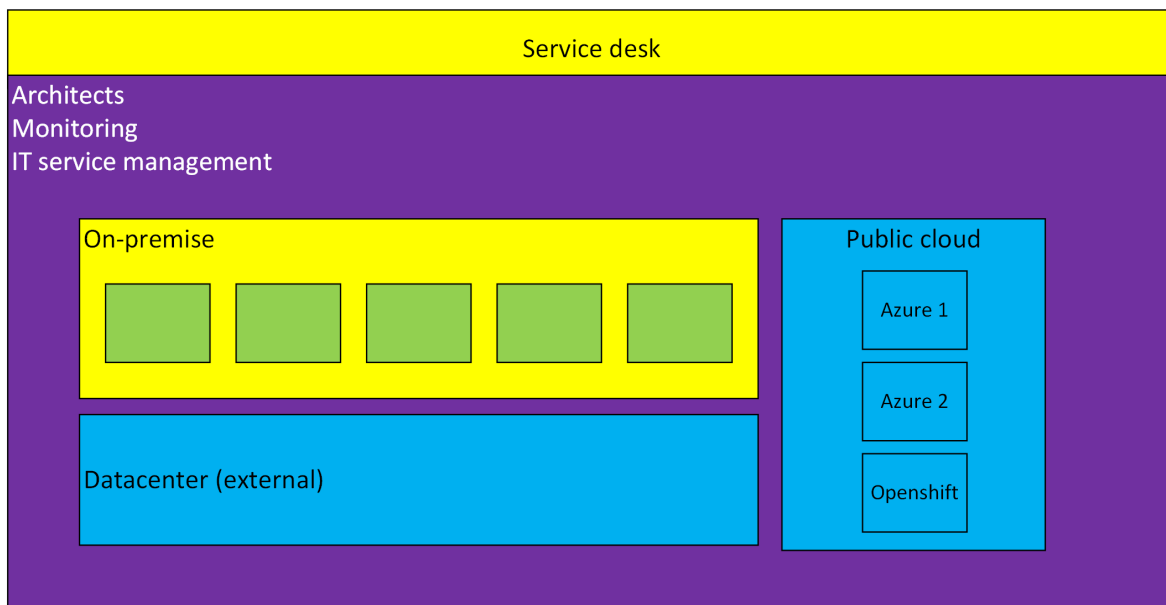 Service desk
Architects
Monitoring
IT service management
On-premise
Public cloud
Azure 1
Azure 2
Datacenter (external)
Openshift